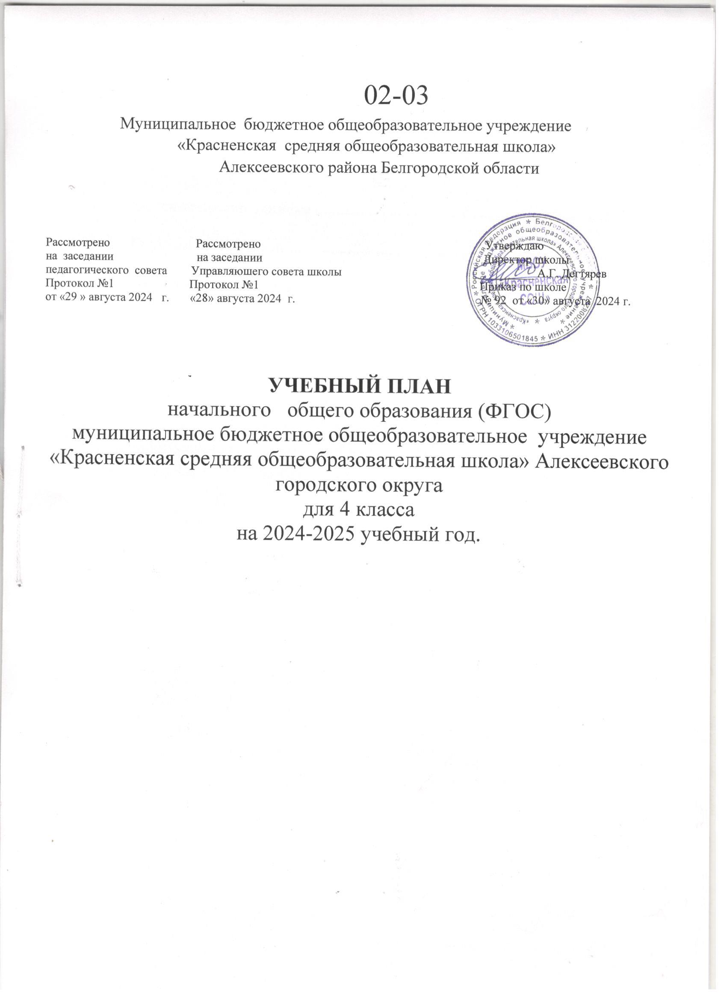 02-03
Муниципальное бюджетное общеобразовательное учреждение
«Красненская средняя общеобразовательная школа»
Алексеевского района Белгородской области
Рассмотрено
на заседании
педагогического совета
Протокол №1
от «29 » августа 2024 г.
Рассмотрено
на заседании
Управляюшего совета школы
Протокол №1
«28» августа 2024 г.
Утверждаю
Директор школы
А.Г. Дегтярев
Приказ по школе
№ 92 от «30» августа 2024 г.
* Российская Федерация * Белгородская
* ОГРН 1033106501845 * ИНН 3122008297 *
* Муниципальное бюджетное общеобразовательное учреждение *
* «Красненская средняя общеобразовательная школа» Алексеевского городского округа
МБОУ
«Красненская
СОШ»
УЧЕБНЫЙ ПЛАН
начального общего образования (ФГОС)
муниципальное бюджетное общеобразовательное учреждение
«Красненская средняя общеобразовательная школа» Алексеевского
городского округа
для 4 класса
на 2024-2025 учебный год.